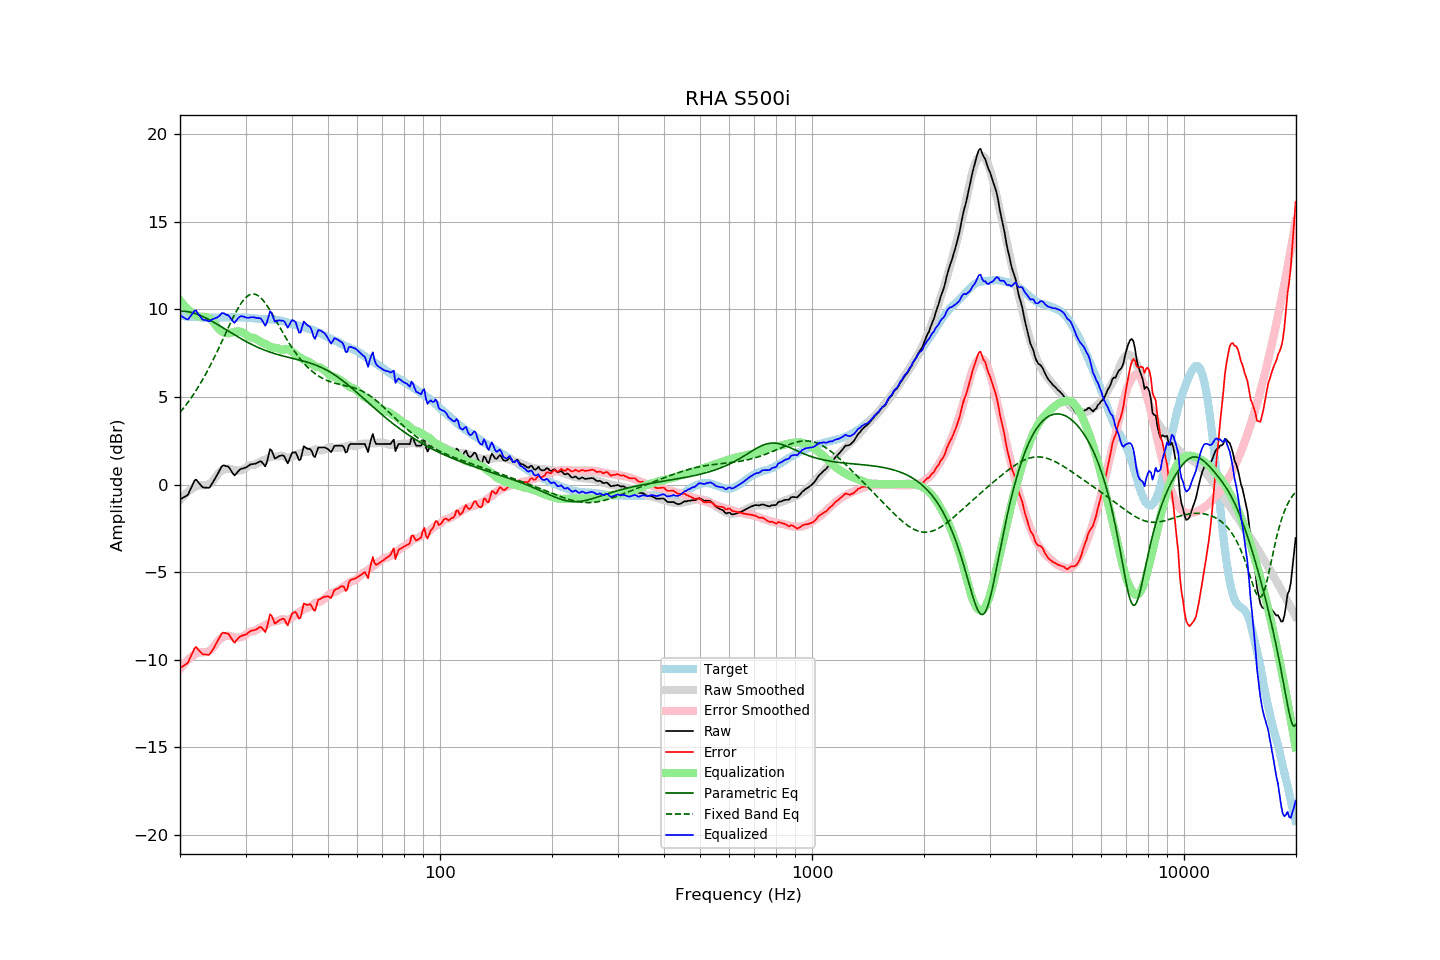 RHA S500i
Amplitude (dBr)
20
15
10
5
0
−5
−10
−15
−20
Target
Raw Smoothed
Error Smoothed
Raw
Error
Equalization
Parametric Eq
Fixed Band Eq
Equalized
100
1000
10000
Frequency (Hz)